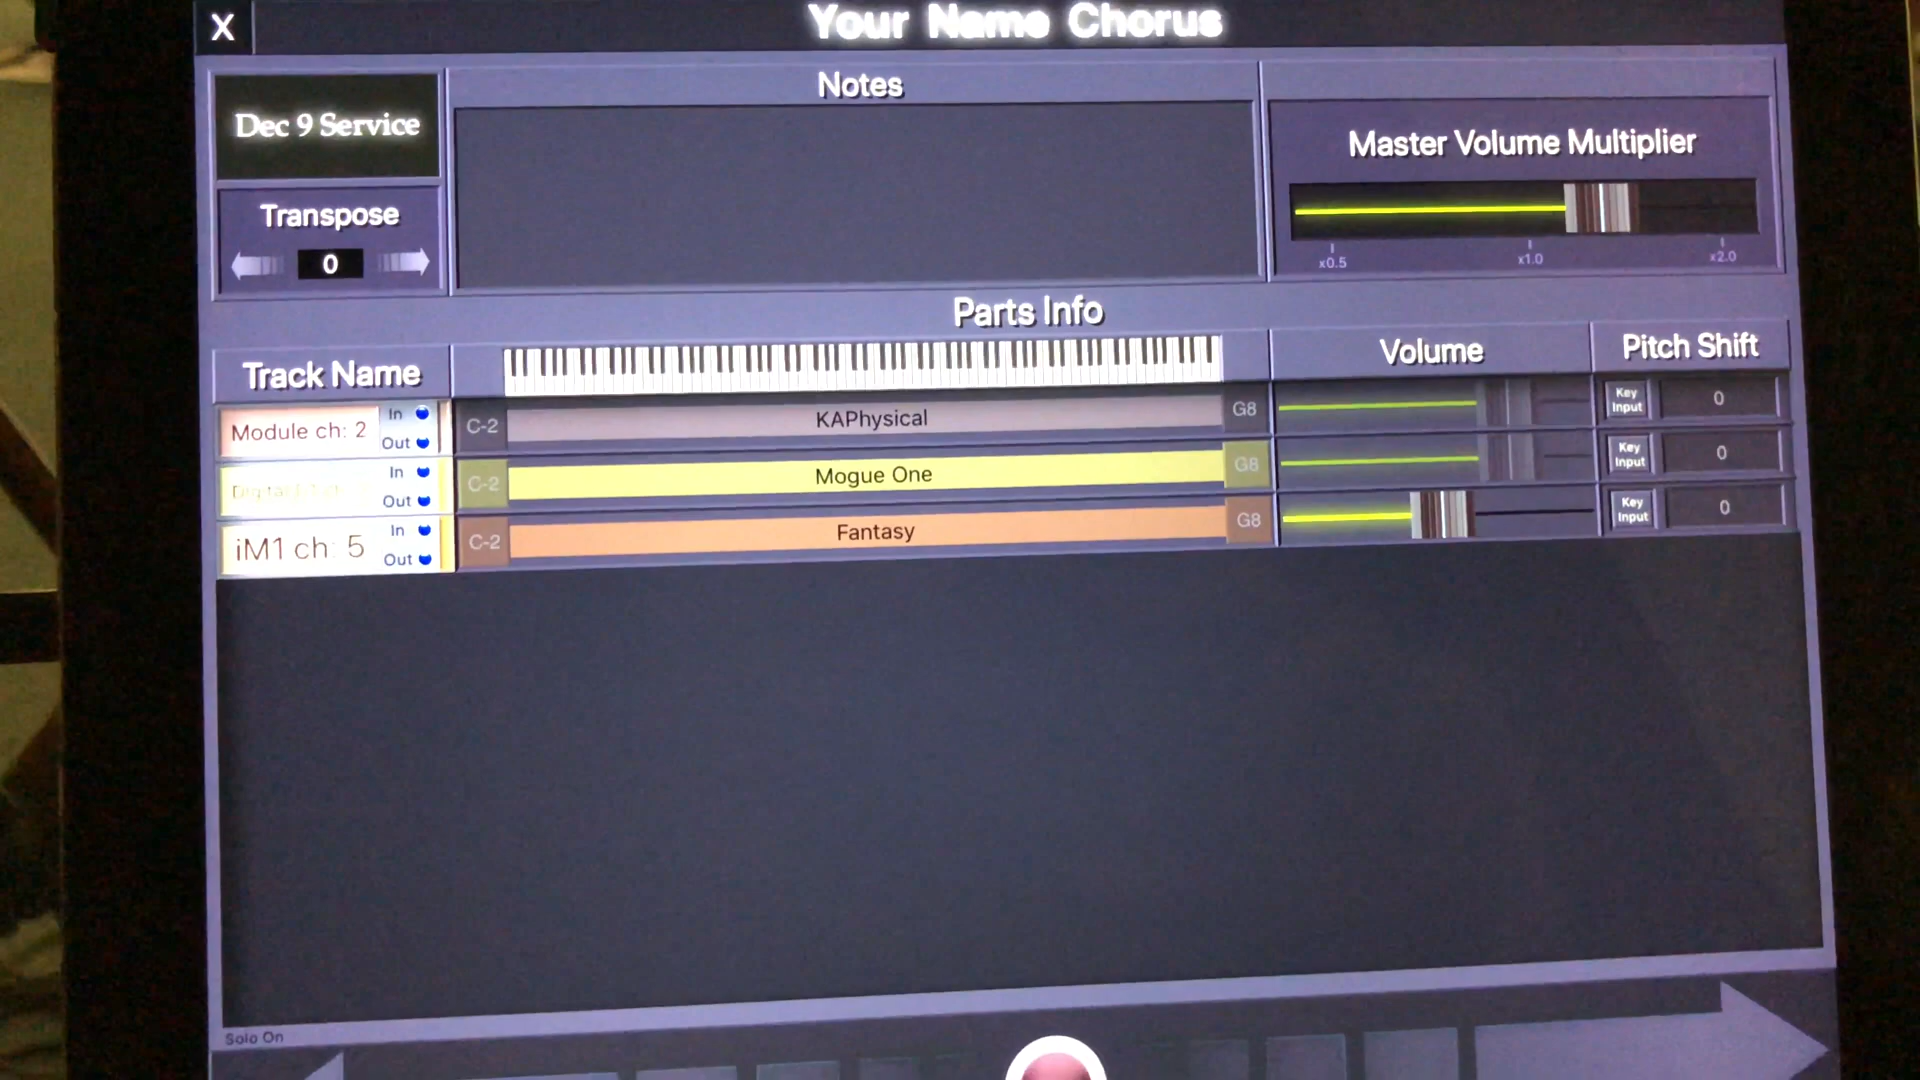 X
Your Name Chorus
Dec 9 Service
Notes
Master Volume Multiplier
x0.5 x1.0 x2.0
Transpose
0
Parts Info
Track Name
Volume
Pitch Shift
Module ch: 2
In
Out
C-2
KAPhysical
G8
Key Input
0
In
Out
C-2
Mogue One
G8
Key Input
0
iM1 ch: 5
In
Out
C-2
Fantasy
G8
Key Input
0
Solo On